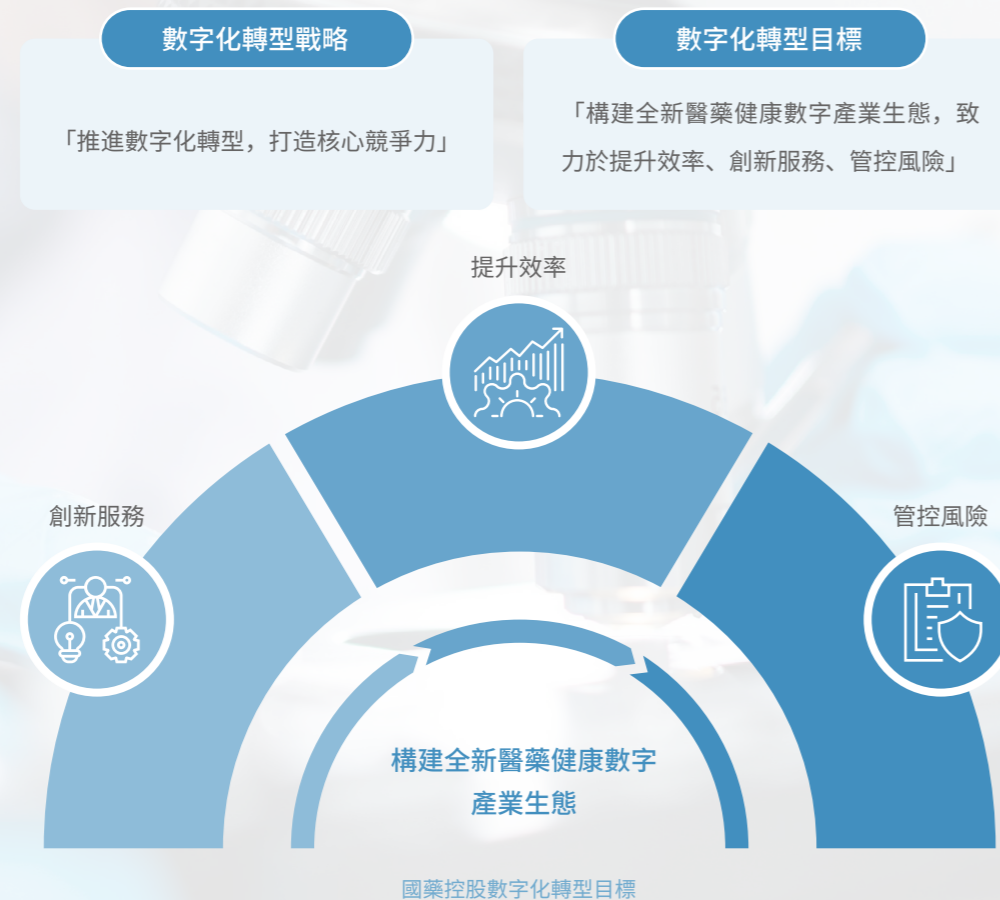 數字化轉型戰略
數字化轉型目標
「推進數字化轉型，打造核心競爭力」
「構建全新醫藥健康數字產業生態，致
力於提升效率、創新服務、管控風險」
提升效率
創新服務
管控風險
構建全新醫藥健康數字
產業生態
國藥控股數字化轉型目標